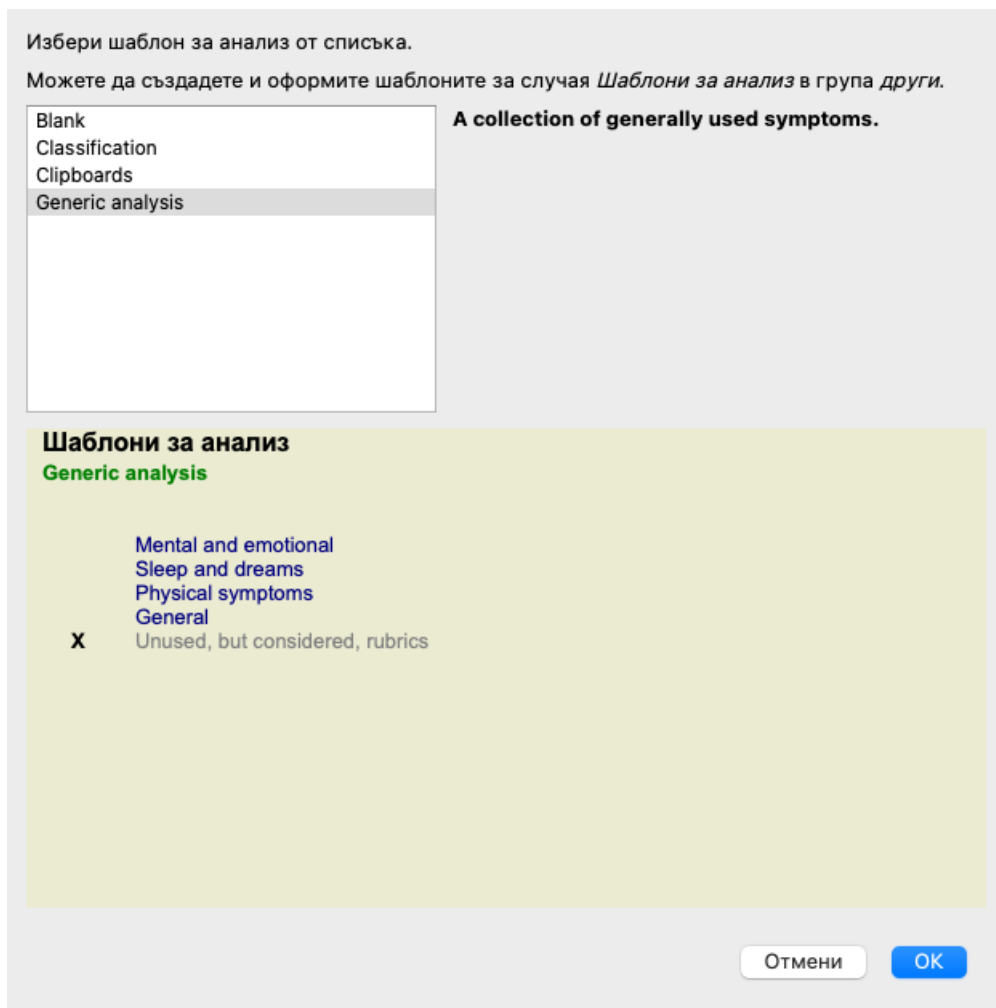 Избери шаблон за анализ от списъка.
Можете да създадете и оформите шаблоните за случая Шаблони за анализ в група други.
Blank
Classification
Clipboards
Generic analysis
A collection of generally used symptoms.
Шаблони за анализ
Generic analysis
Mental and emotional
Sleep and dreams
Physical symptoms
General
X Unused, but considered, rubrics
Отмени
OK